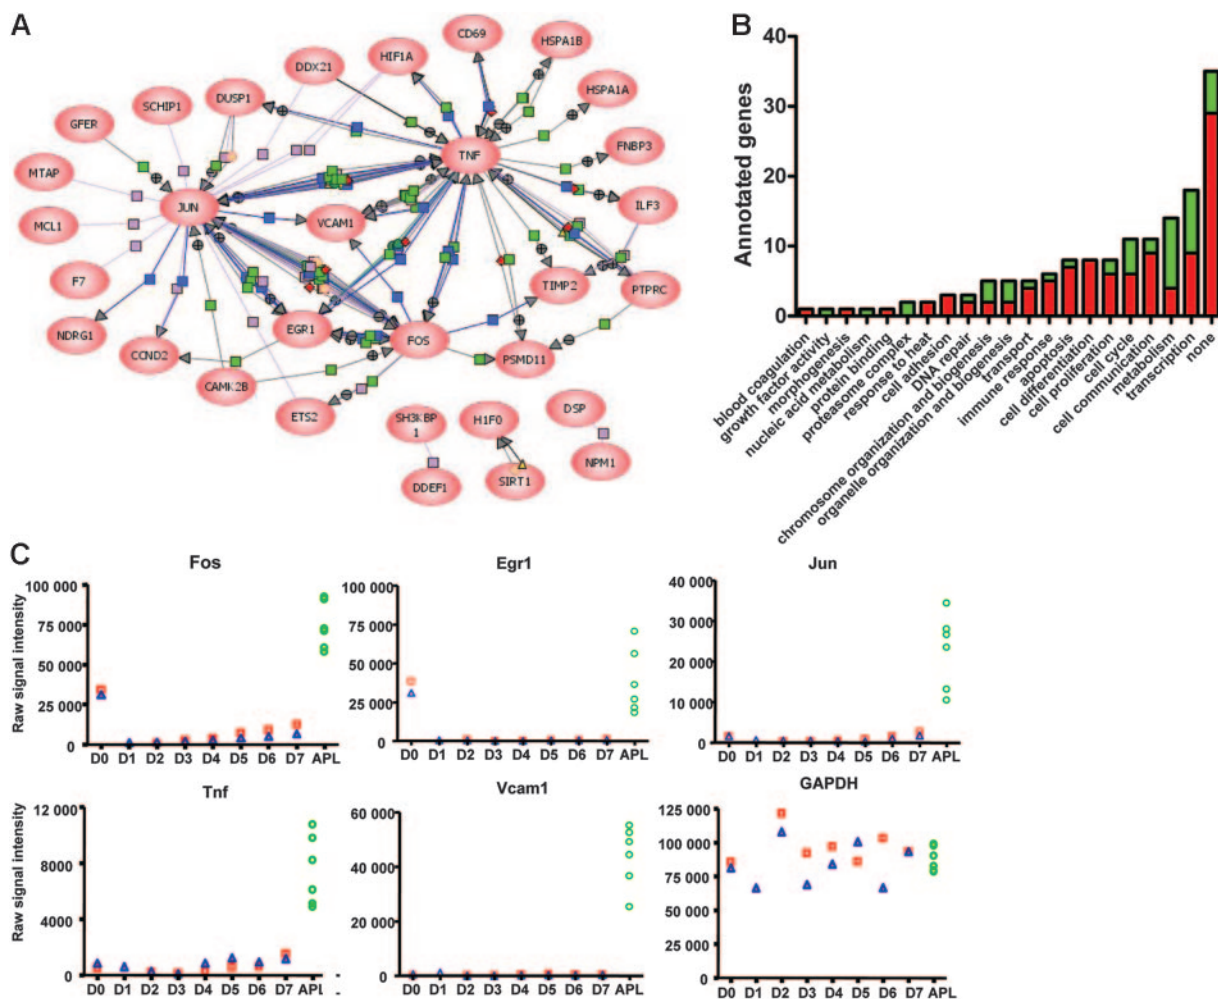 A
CD69
HSPA1B
HIF1A
DDX21
HSPA1A
DUSP1
SCHIP1
GFER
FNBP3
TNF
MTAP
ILF3
JUN
VCAM1
MCL1
F7
TIMP2
PTPRC
NDRG1
EGR1
FOS
CCND2
PSMD11
CAMK2B
ETS2
DSP
SH3KBP
1
H1F0
NPM1
DDEF1
SIRT1
B
Annotated genes
40
30
20
10
0
blood coagulation
growth factor activity
morphogenesis
nucleic acid metabolism
protein binding
proteasome complex
response to heat
cell adhesion
DNA repair
chromosome organization and biogenesis
organelle organization and biogenesis
transport
immune response
apoptosis
cell diferentiation
cell proliferation
cell cycle
cell communication
metabolism
transcription
none
C
Fos
Raw signal intensity
100 000
75 000
50 000
25 000
0
D0 D1 D2 D3 D4 D5 D6 D7 APL
Egr1
100 000
75 000
50 000
25 000
0
D0 D1 D2 D3 D4 D5 D6 D7 APL
Jun
40 000
30 000
20 000
10 000
0
D0 D1 D2 D3 D4 D5 D6 D7 APL
Tnf
Raw signal intensity
12 000
8000
4000
0
D0 D1 D2 D3 D4 D5 D6 D7 APL
Vcam1
60 000
40 000
20 000
0
D0 D1 D2 D3 D4 D5 D6 D7 APL
GAPDH
125 000
100 000
75 000
50 000
25 000
0
D0 D1 D2 D3 D4 D5 D6 D7 APL